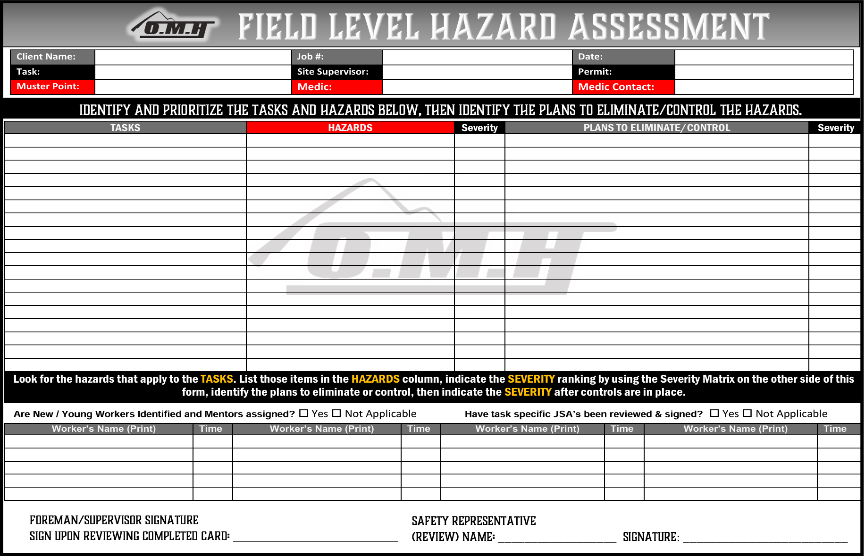 O.M.H FIELD LEVEL HAZARD ASSESSMENT
Client Name: Job #: Date:
Task: Site Supervisor: Permit:
Muster Point: Medic: Medic Contact:
IDENTIFY AND PRIORITIZE THE TASKS AND HAZARDS BELOW, THEN IDENTIFY THE PLANS TO ELIMINATE/CONTROL THE HAZARDS.
TASKS HAZARDS Severity PLANS TO ELIMINATE/CONTROL Severity
O.M.H
Look for the hazards that apply to the TASKS. List those items in the HAZARDS column, indicate the SEVERITY ranking by using the Severity Matrix on the other side of this
form, identify the plans to eliminate or control, then indicate the SEVERITY after controls are in place.
Are New / Young Workers Identified and Mentors assigned? ☐ Yes ☐ Not Applicable Have task specific JSA's been reviewed & signed? ☐ Yes ☐ Not Applicable
Worker's Name (Print) Time Worker's Name (Print) Time Worker's Name (Print) Time Worker's Name (Print) Time
FOREMAN/SUPERVISOR SIGNATURE SAFETY REPRESENTATIVE
SIGN UPON REVIEWING COMPLETED CARD: ____________ (REVIEW) NAME: ____________ SIGNATURE: ____________